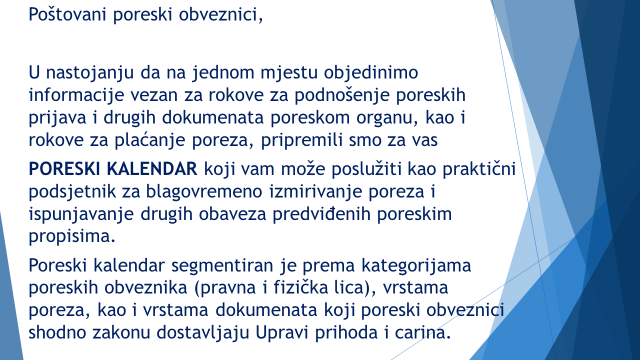 Poštovani poreski obveznici,
U nastojanju da na jednom mjestu objedinimo
informacije vezan za rokove za podnošenje poreskih
prijava i drugih dokumenata poreskom organu, kao i
rokove za plaćanje poreza, pripremili smo za vas
PORESKI KALENDAR koji vam može poslužiti kao praktični
podsjetnik za blagovremeno izmirivanje poreza i
ispunjavanje drugih obaveza predviđenih poreskim
propisima.
Poreski kalendar segmentiran je prema kategorijama
poreskih obveznika (pravna i fizička lica), vrstama
poreza, kao i vrstama dokumenata koji poreski obveznici
shodno zakonu dostavljaju Upravi prihoda i carina.